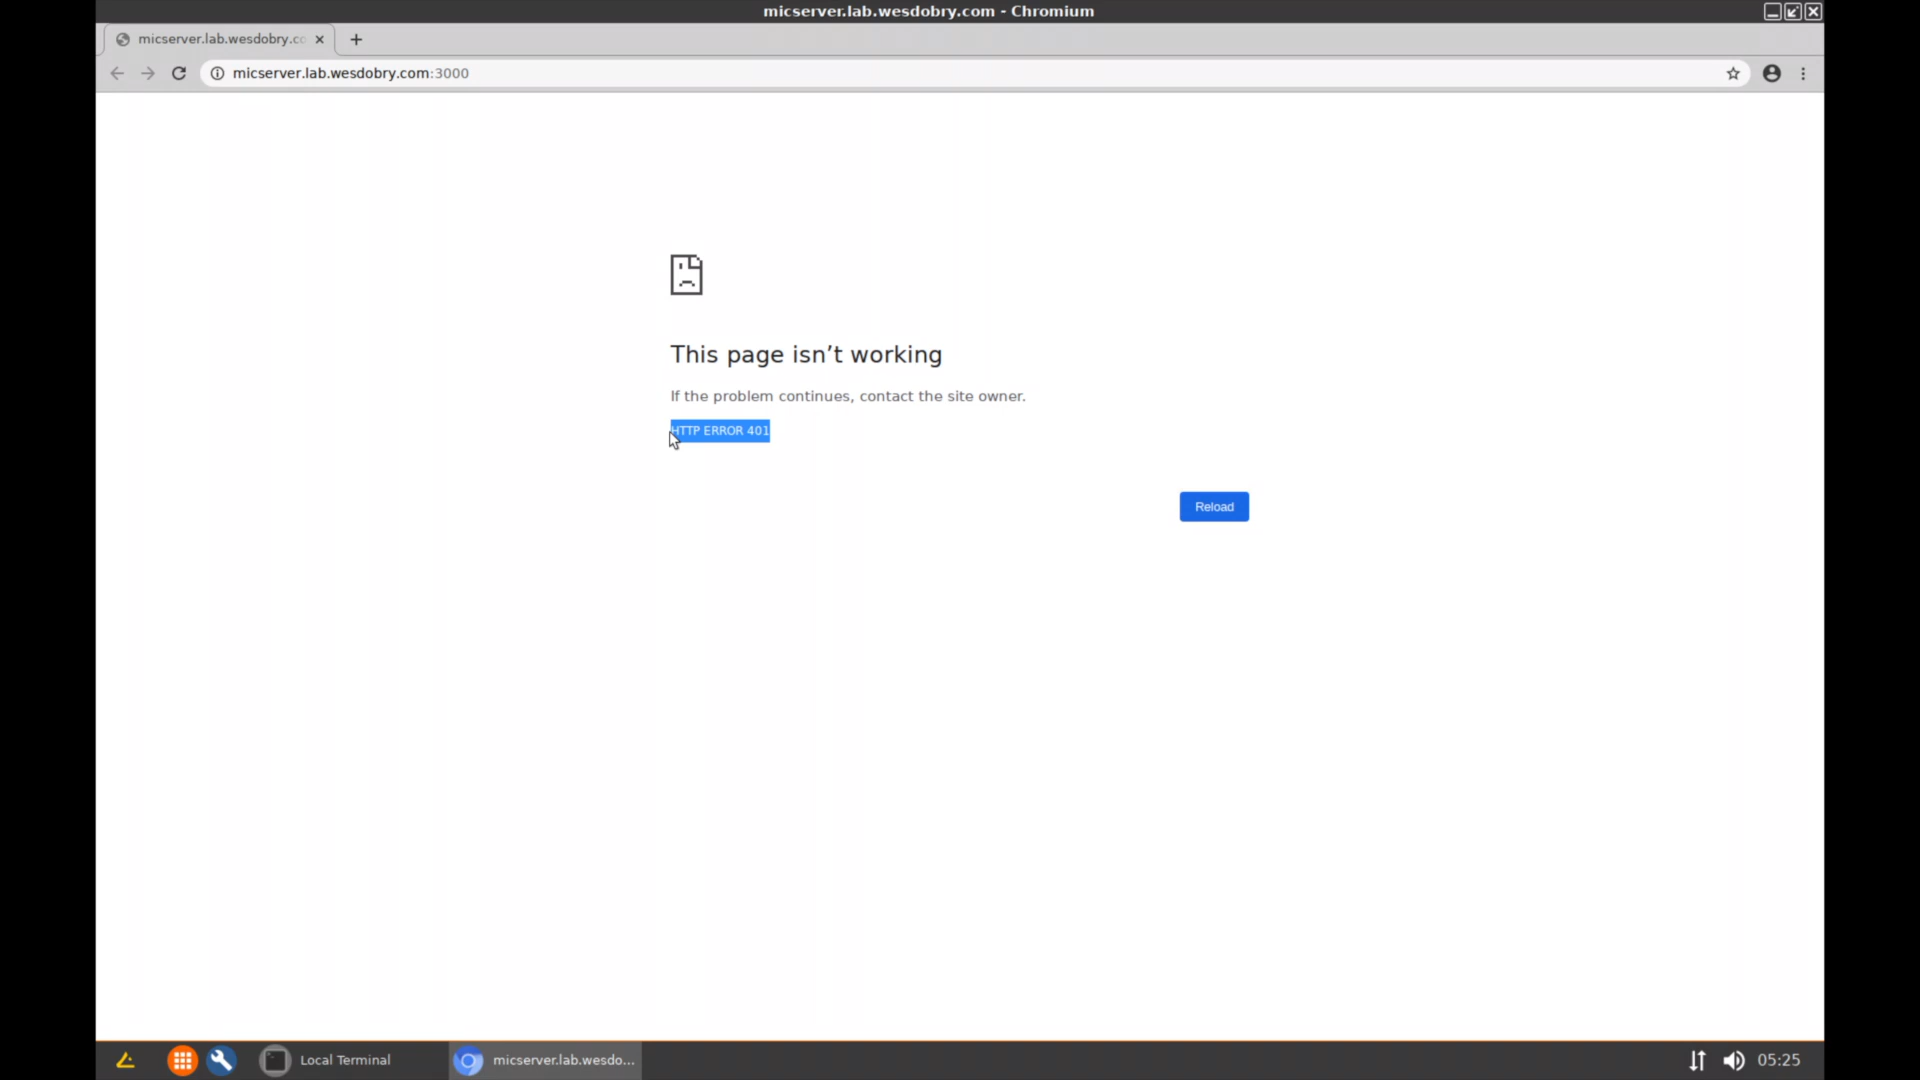 micserver.lab.wesdobry.com - Chromium
micserver.lab.wesdobry.co
micserver.lab.wesdobry.com:3000
This page isn’t working
If the problem continues, contact the site owner.
HTTP ERROR 401
Reload
Local Terminal
micserver.lab.wesdo...
05:25